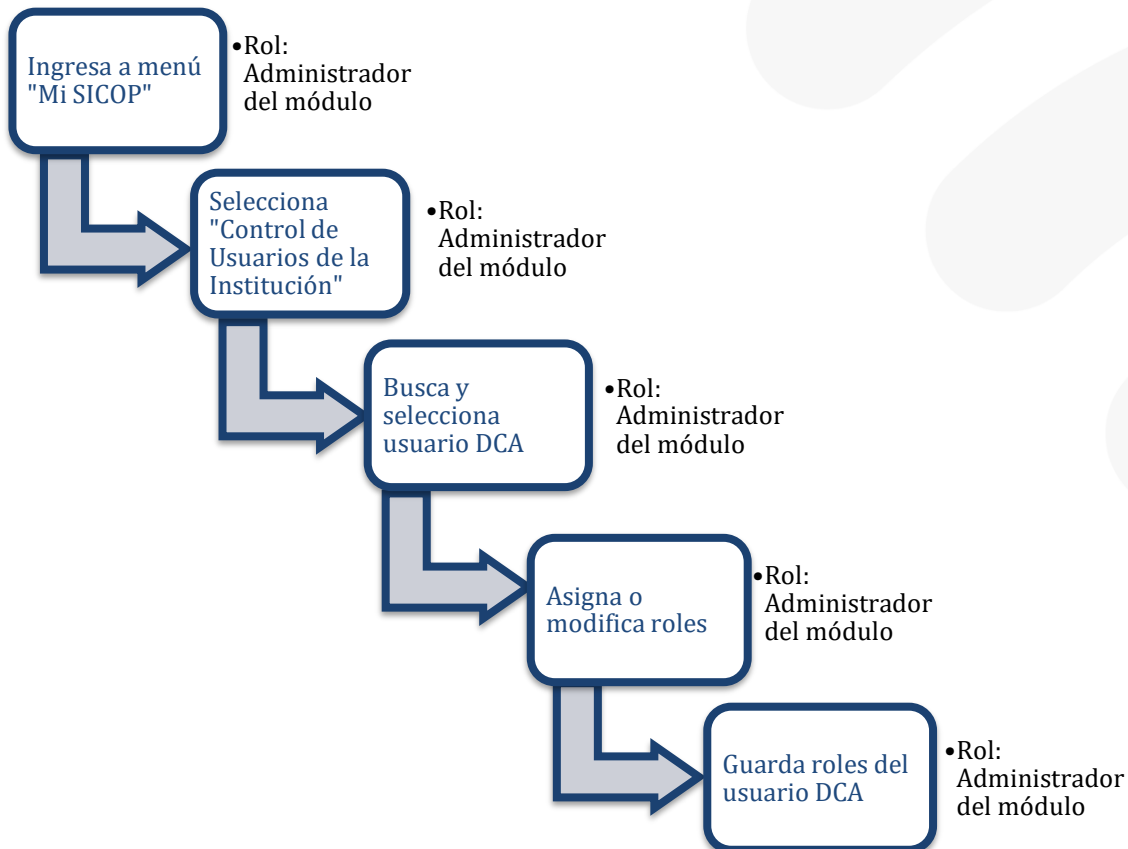 Ingresa a menú
"Mi SICOP"
•Rol:
Administrador
del módulo
Selecciona
"Control de
Usuarios de la
Institución"
•Rol:
Administrador
del módulo
Busca y
selecciona
usuario DCA
•Rol:
Administrador
del módulo
Asigna o
modifica roles
•Rol:
Administrador
del módulo
Guarda roles del
usuario DCA
•Rol:
Administrador
del módulo